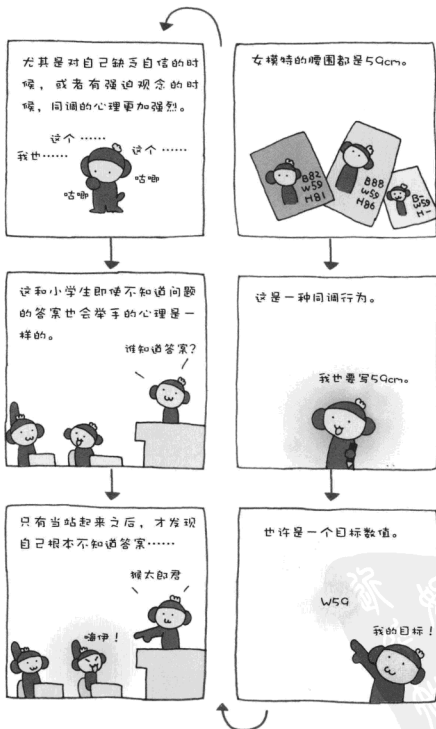 女模特的腰围都是59cm。
B82
W59
H81
B88
W59
H86
B-
W59
H-
这是一种同调行为。
我也要写59cm。
也许是一个目标数值。
W59
我的目标！
尤其是对自己缺乏自信的时
候，或者有强迫观念的时
候，同调的心理更加强烈。
这个……
我也……
这个……
咕唧
咕唧
这和小学生即使不知道问题
的答案也会举手的心理是一
样的。
谁知道答案？
只有当站起来之后，才发现
自己根本不知道答案……
猴太郎君
嗨伊！